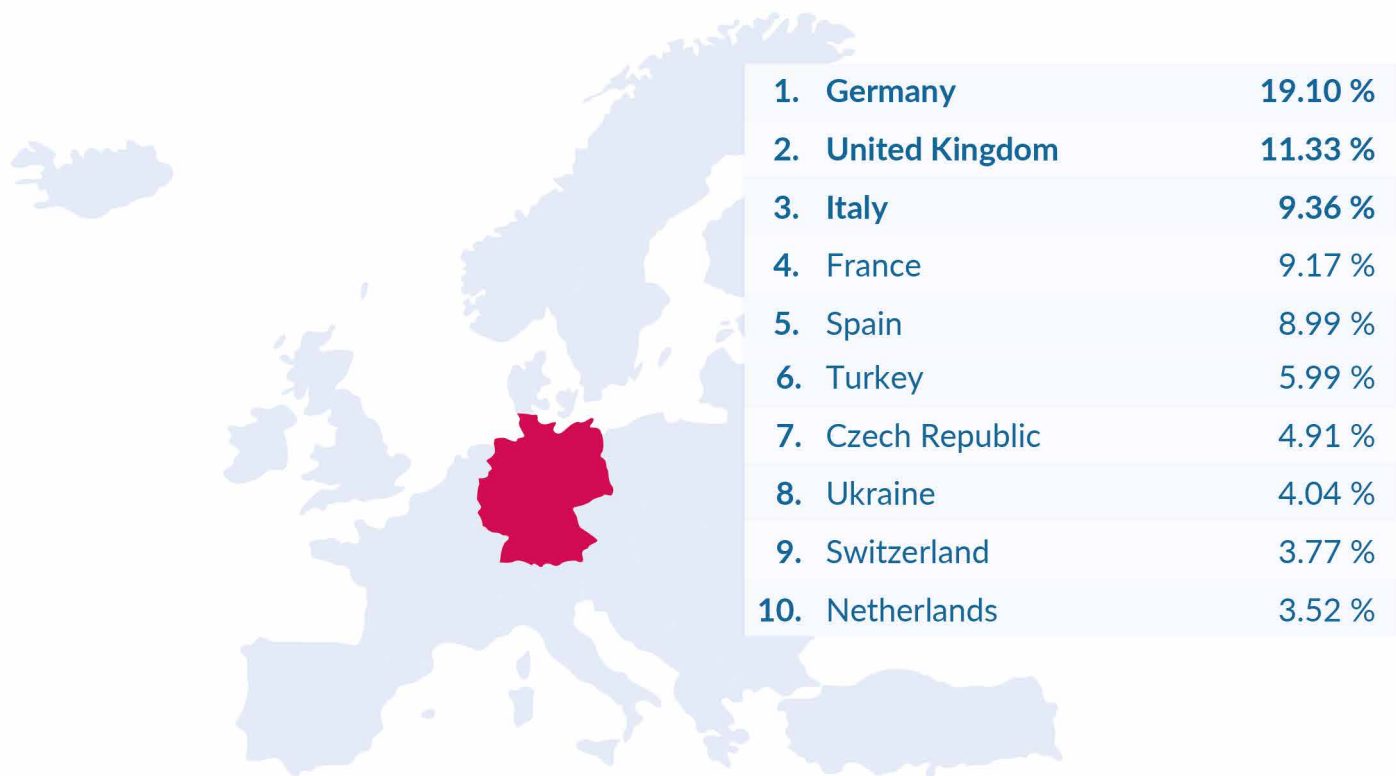 1. Germany 19.10 %
2. United Kingdom 11.33 %
3. Italy 9.36 %
4. France 9.17 %
5. Spain 8.99 %
6. Turkey 5.99 %
7. Czech Republic 4.91 %
8. Ukraine 4.04 %
9. Switzerland 3.77 %
10. Netherlands 3.52 %